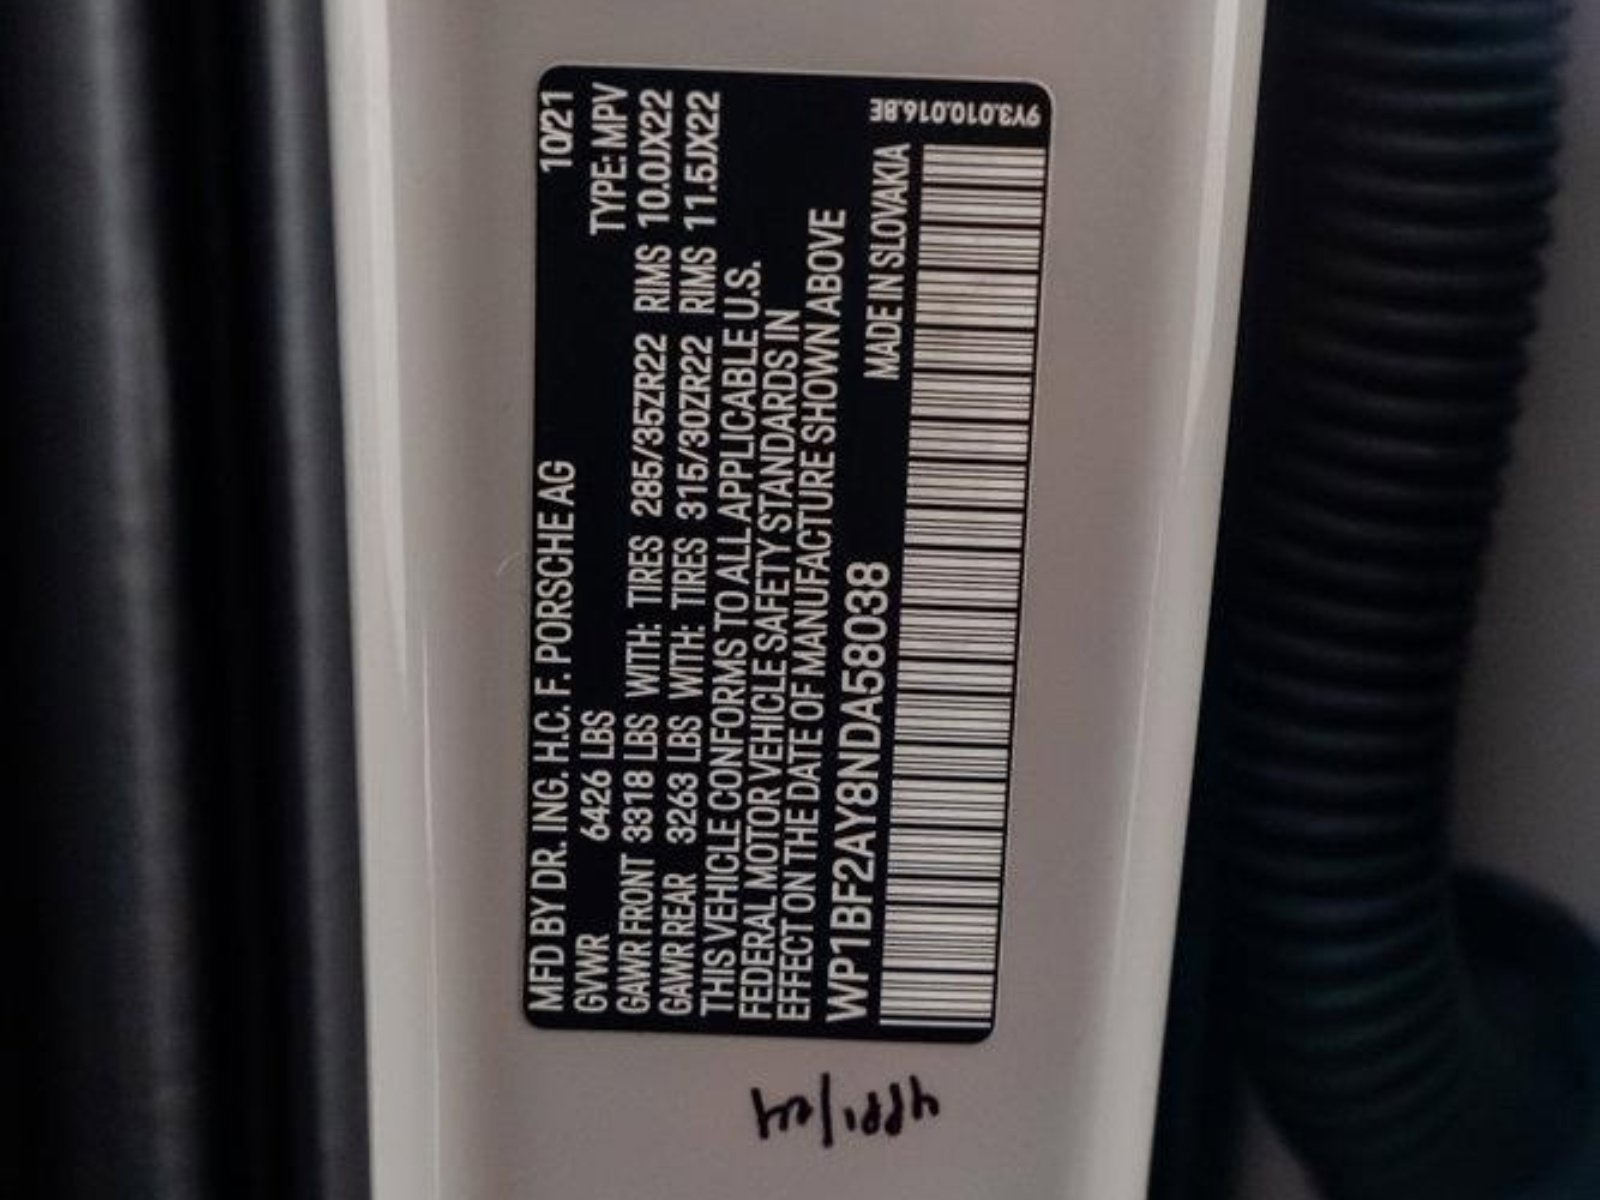 MFD BY DR. ING. H.C. F. PORSCHE AG 10/21
GVWR 6426 LBS TYPE: MPV
GAWR FRONT 3318 LBS WITH: TIRES 285/35ZR22 RIMS 10.0JX22
GAWR REAR 3263 LBS WITH: TIRES 315/30ZR22 RIMS 11.5JX22
THIS VEHICLE CONFORMS TO ALL APPLICABLE U.S.
FEDERAL MOTOR VEHICLE SAFETY STANDARDS IN
EFFECT ON THE DATE OF MANUFACTURE SHOWN ABOVE
WP1BF2AY8NDA58038
MADE IN SLOVAKIA
9Y3.010.016.BE